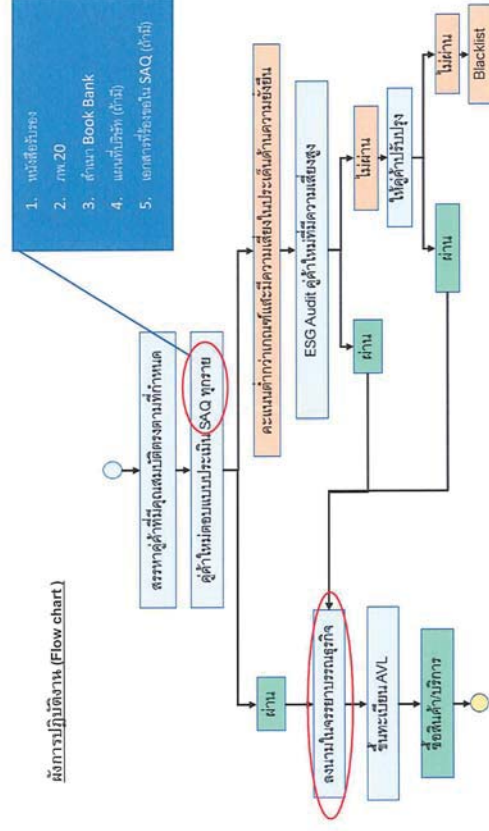 ผังการปฏิบัติงาน (Flow chart)
1. หนังสือรับรอง
2. ภพ.20
3. สำเนา Book Bank
4. แผนที่บริษัท (ถ้ามี)
5. เอกสารที่ร้องขอใน SAQ (ถ้ามี)
สรรหาคู่ค้าที่มีคุณสมบัติตรงตามที่กำหนด
คู่ค้าใหม่ตอบแบบประเมิน SAQ ทุกราย
ผ่าน
คะแนนต่ำกว่าเกณฑ์และมีความเสี่ยงในประเด็นด้านความยั่งยืน
ESG Audit คู่ค้าใหม่ที่มีความเสี่ยงสูง
ผ่าน
ไม่ผ่าน
ให้คู่ค้าปรับปรุง
ผ่าน
ไม่ผ่าน
Blacklist
ลงนามในจรรยาบรรณธุรกิจ
ขึ้นทะเบียน AVL
ซื้อสินค้า/บริการ